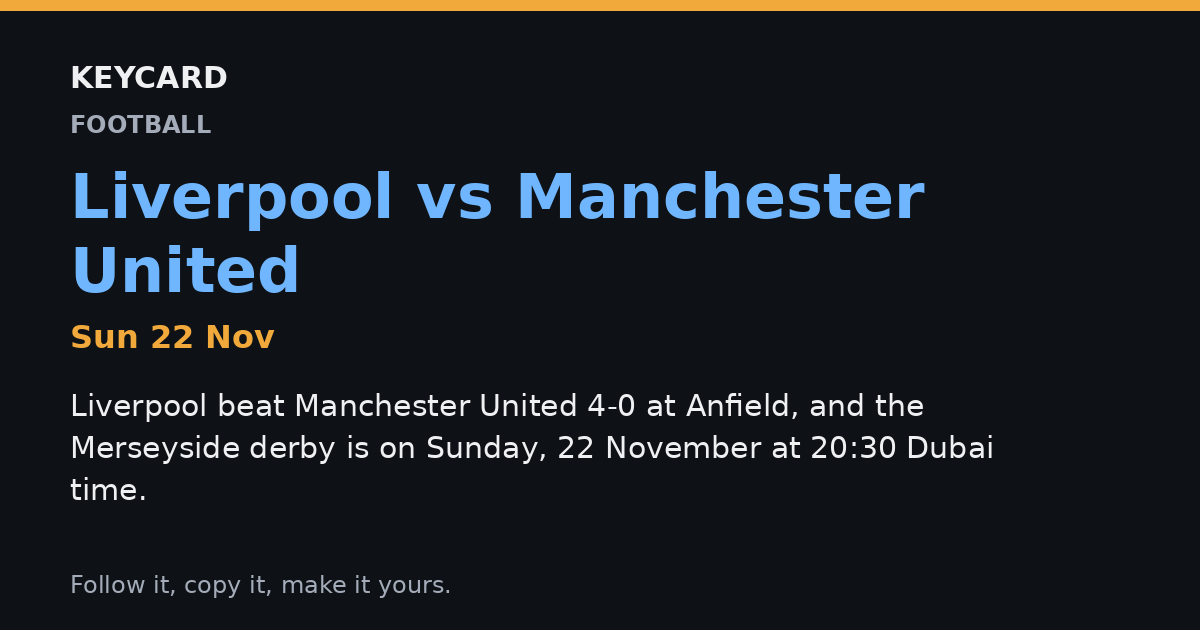 KEYCARD
FOOTBALL
Liverpool vs Manchester
United
Sun 22 Nov
Liverpool beat Manchester United 4-0 at Anfield, and the
Merseyside derby is on Sunday, 22 November at 20:30 Dubai
time.
Follow it, copy it, make it yours.